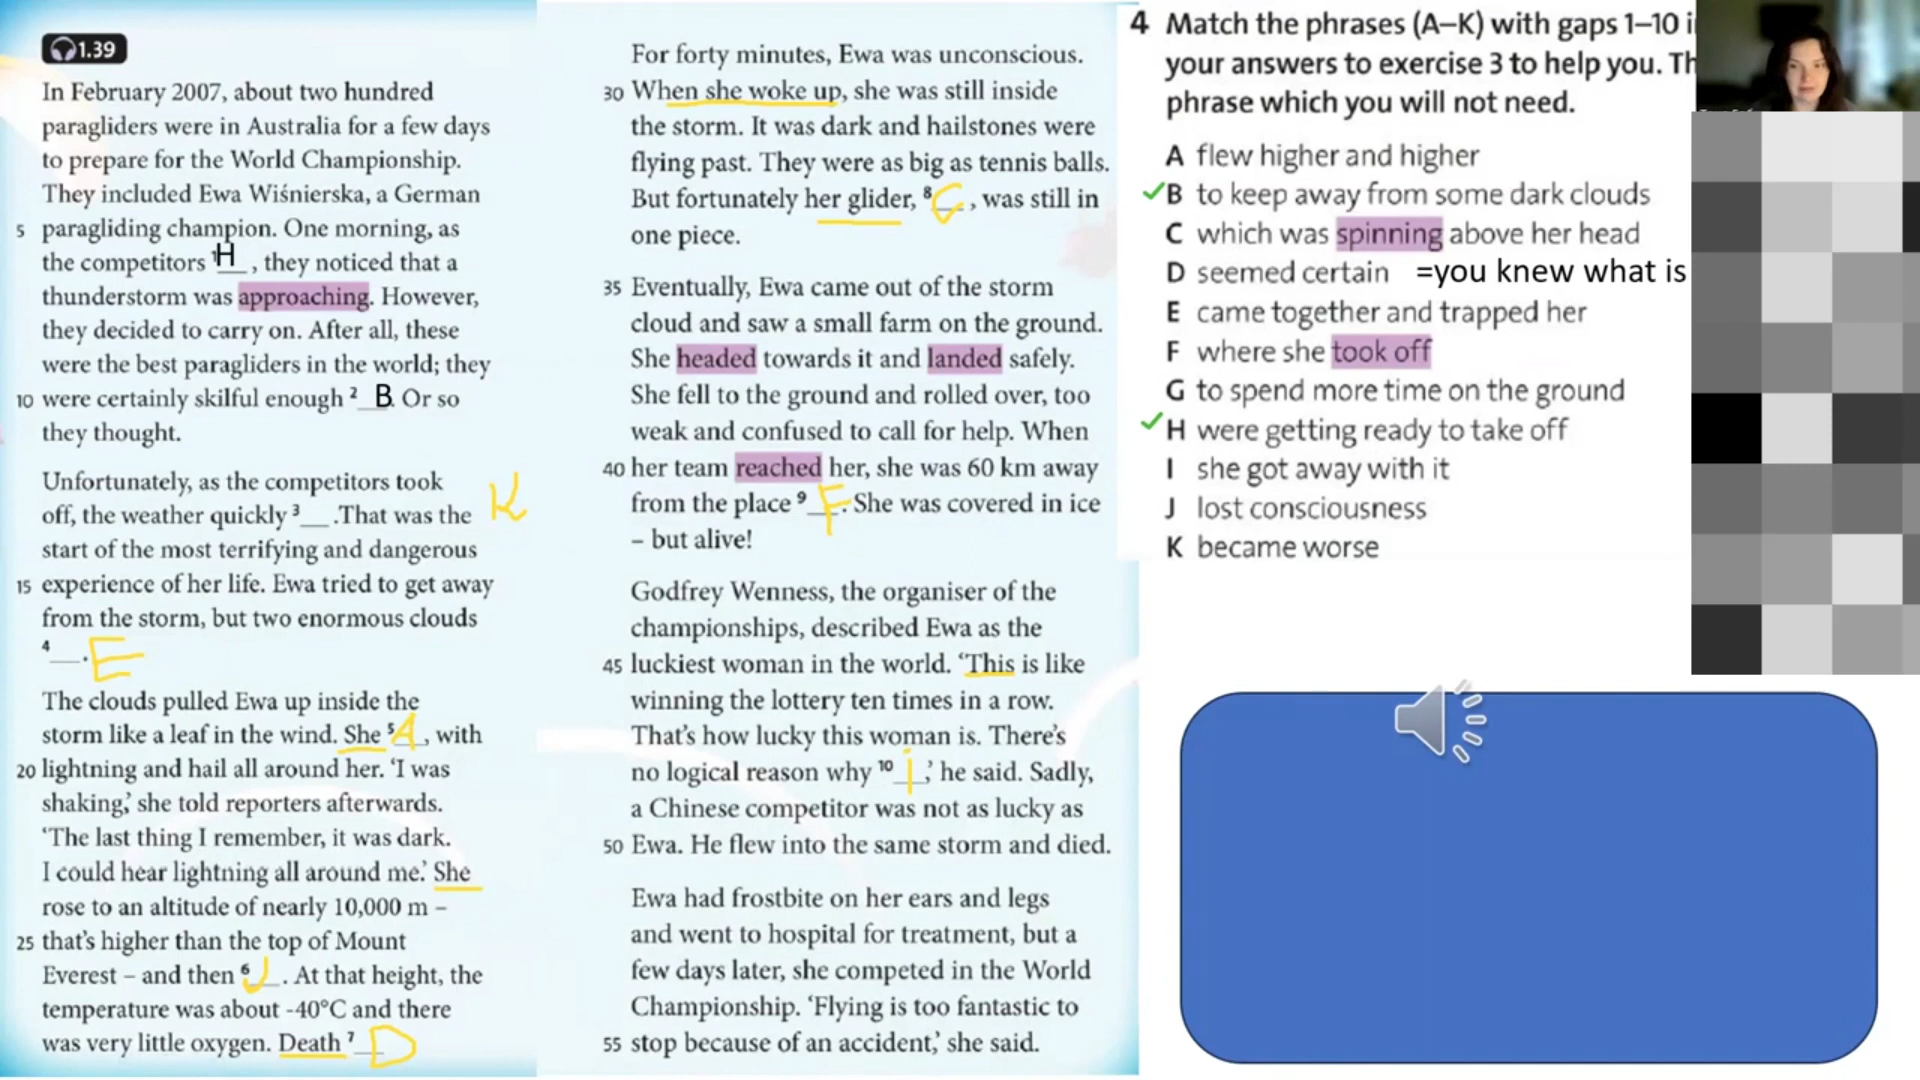 1.39
In February 2007, about two hundred
paragliders were in Australia for a few days
to prepare for the World Championship.
They included Ewa Wiśnierska, a German
5 paragliding champion. One morning, as
the competitors ¹ H__, they noticed that a
thunderstorm was approaching. However,
they decided to carry on. After all, these
were the best paragliders in the world; they
10 were certainly skilful enough ²__B. Or so
they thought.
Unfortunately, as the competitors took
off, the weather quickly ³__.That was the K
start of the most terrifying and dangerous
15 experience of her life. Ewa tried to get away
from the storm, but two enormous clouds
⁴__. E
The clouds pulled Ewa up inside the
storm like a leaf in the wind. She ⁵A__, with
20 lightning and hail all around her. ‘I was
shaking,’ she told reporters afterwards.
‘The last thing I remember, it was dark.
I could hear lightning all around me.’ She
rose to an altitude of nearly 10,000 m –
25 that’s higher than the top of Mount
Everest – and then ⁶J__. At that height, the
temperature was about -40°C and there
was very little oxygen. Death ⁷__D
For forty minutes, Ewa was unconscious.
30 When she woke up, she was still inside
the storm. It was dark and hailstones were
flying past. They were as big as tennis balls.
But fortunately her glider, ⁸C__, was still in
one piece.
35 Eventually, Ewa came out of the storm
cloud and saw a small farm on the ground.
She headed towards it and landed safely.
She fell to the ground and rolled over, too
weak and confused to call for help. When
40 her team reached her, she was 60 km away
from the place ⁹__F. She was covered in ice
– but alive!
Godfrey Wenness, the organiser of the
championships, described Ewa as the
45 luckiest woman in the world. ‘This is like
winning the lottery ten times in a row.
That’s how lucky this woman is. There’s
no logical reason why ¹⁰__i,’ he said. Sadly,
a Chinese competitor was not as lucky as
50 Ewa. He flew into the same storm and died.
Ewa had frostbite on her ears and legs
and went to hospital for treatment, but a
few days later, she competed in the World
Championship. ‘Flying is too fantastic to
55 stop because of an accident,’ she said.
4 Match the phrases (A–K) with gaps 1–10 i
your answers to exercise 3 to help you. Th
phrase which you will not need.
A flew higher and higher
✓B to keep away from some dark clouds
C which was spinning above her head
D seemed certain =you knew what is
E came together and trapped her
F where she took off
G to spend more time on the ground
✓H were getting ready to take off
I she got away with it
J lost consciousness
K became worse